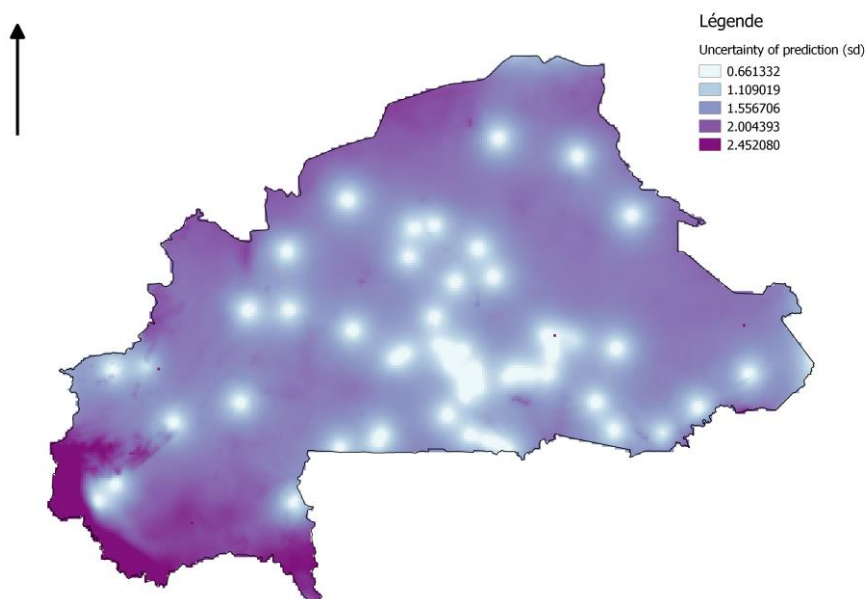 Légende
Uncertainty of prediction (sd)
0.661332
1.109019
1.556706
2.004393
2.452080